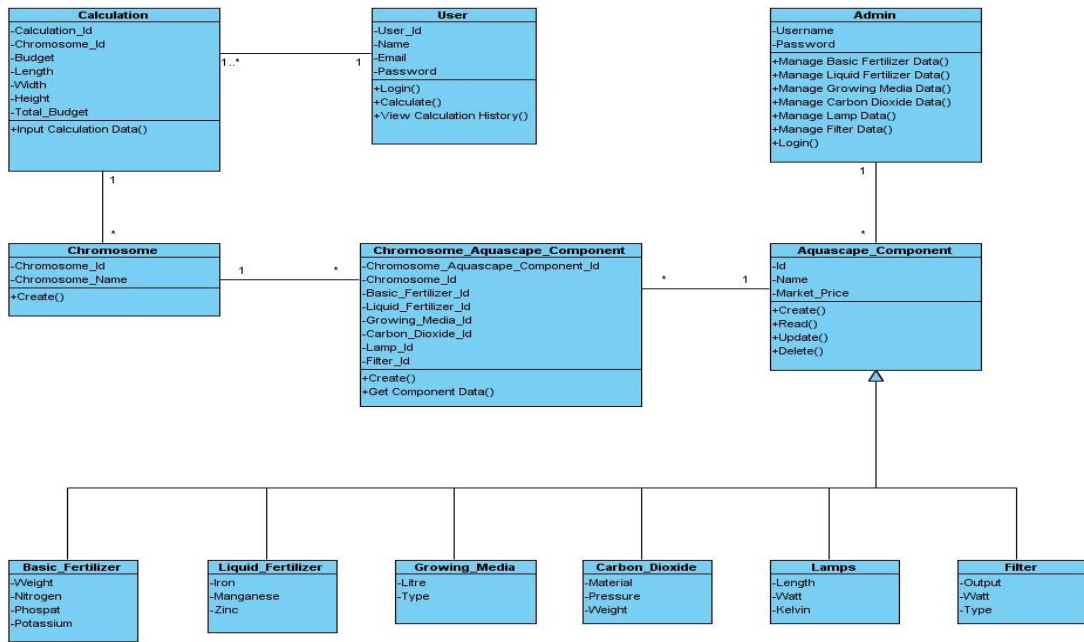 Calculation
-Calculation_Id
-Chromosome_Id
-Budget
-Length
-Width
-Height
-Total_Budget
+Input Calculation Data()
1..*
1
User
-User_Id
-Name
-Email
-Password
+Login()
+Calculate()
+View Calculation History()
Admin
-Username
-Password
+Manage Basic Fertilizer Data()
+Manage Liquid Fertilizer Data()
+Manage Growing Media Data()
+Manage Carbon Dioxide Data()
+Manage Lamp Data()
+Manage Filter Data()
+Login()
1
*
1
*
Chromosome
-Chromosome_Id
-Chromosome_Name
+Create()
1
*
Chromosome_Aquascape_Component
-Chromosome_Aquascape_Component_Id
-Chromosome_Id
-Basic_Fertilizer_Id
-Liquid_Fertilizer_Id
-Growing_Media_Id
-Carbon_Dioxide_Id
-Lamp_Id
-Filter_Id
+Create()
+Get Component Data()
*
1
Aquascape_Component
-Id
-Name
-Market_Price
+Create()
+Read()
+Update()
+Delete()
Basic_Fertilizer
-Weight
-Nitrogen
-Phospat
-Potassium
Liquid_Fertilizer
-Iron
-Manganese
-Zinc
Growing_Media
-Litre
-Type
Carbon_Dioxide
-Material
-Pressure
-Weight
Lamps
-Length
-Watt
-Kelvin
Filter
-Output
-Watt
-Type